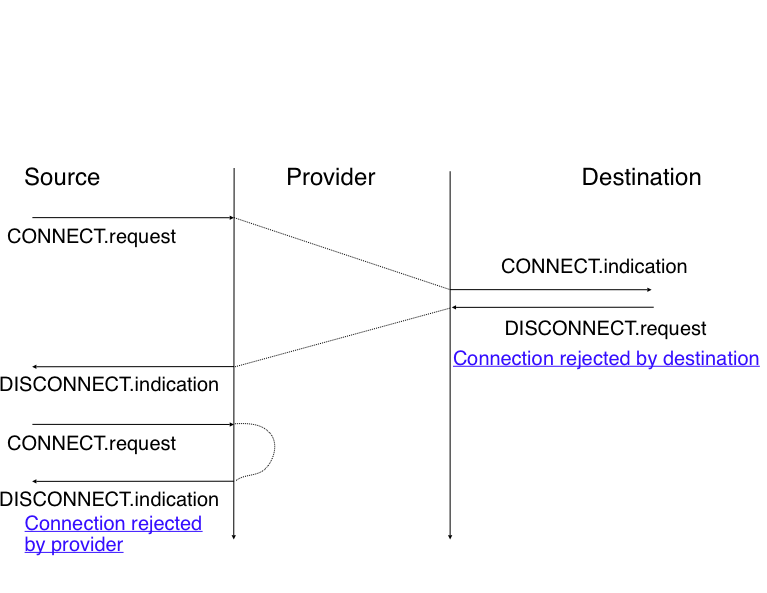 Source
Provider
Destination
CONNECT.request
CONNECT.indication
DISCONNECT.request
Connection rejected by destination
DISCONNECT.indication
CONNECT.request
DISCONNECT.indication
Connection rejected
by provider